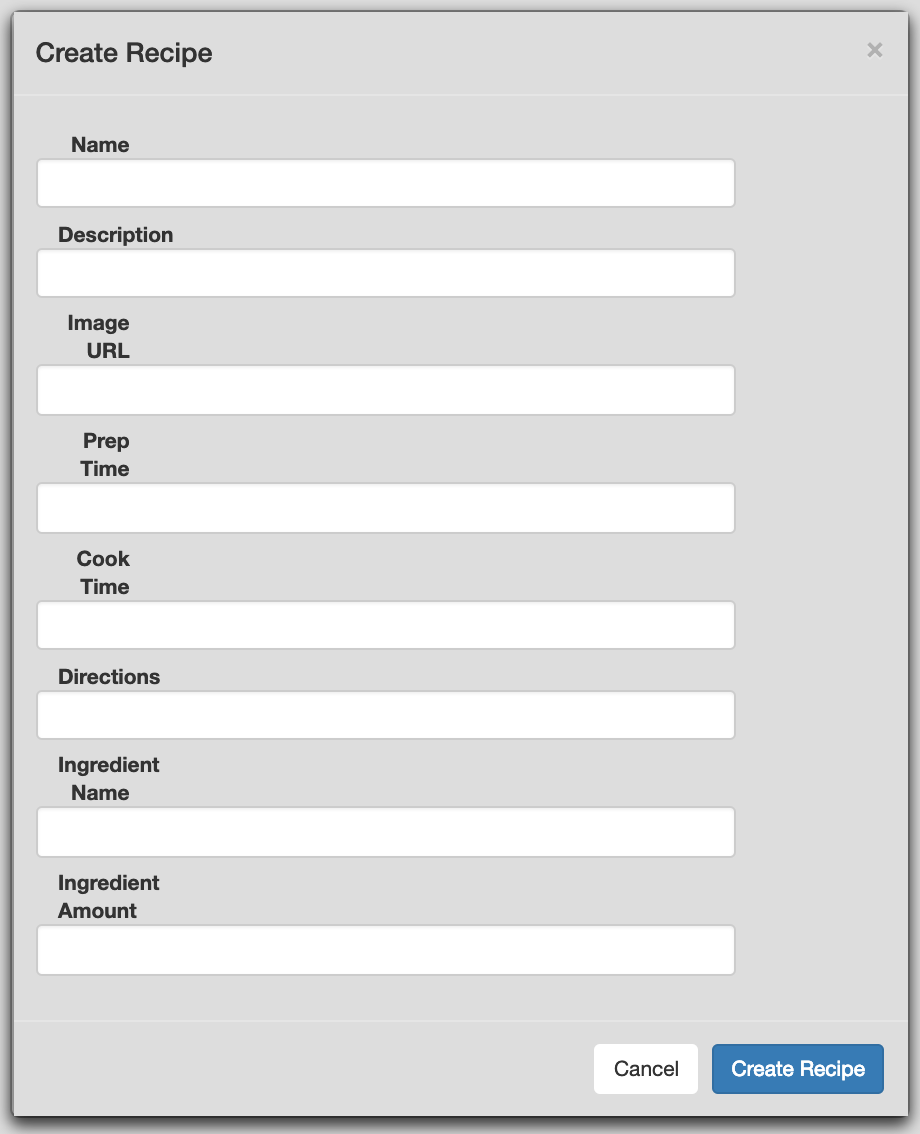 Create Recipe ×
Name
Description
Image
URL
Prep
Time
Cook
Time
Directions
Ingredient
Name
Ingredient
Amount
Cancel Create Recipe